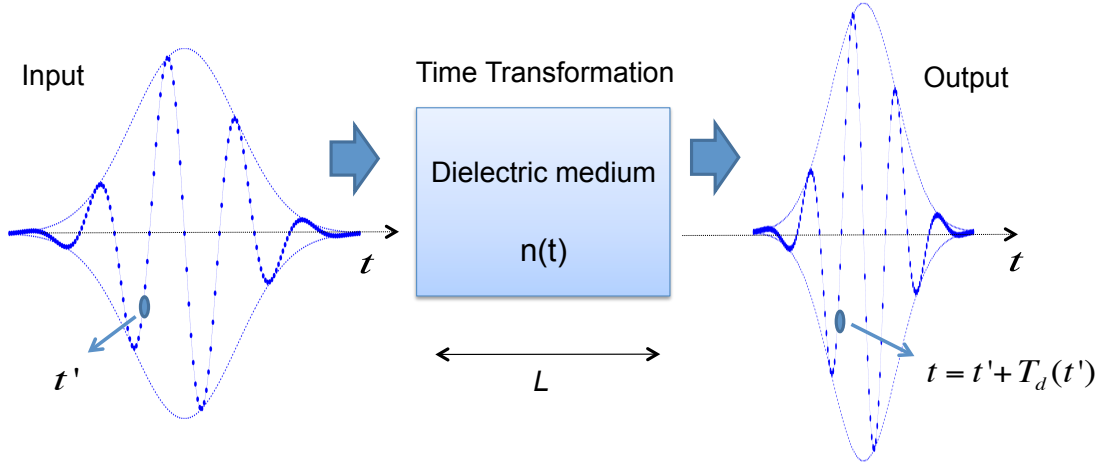 Input
Time Transformation
Output
Dielectric medium
n(t)
t
t
t'
L
t = t'+ T_d(t')